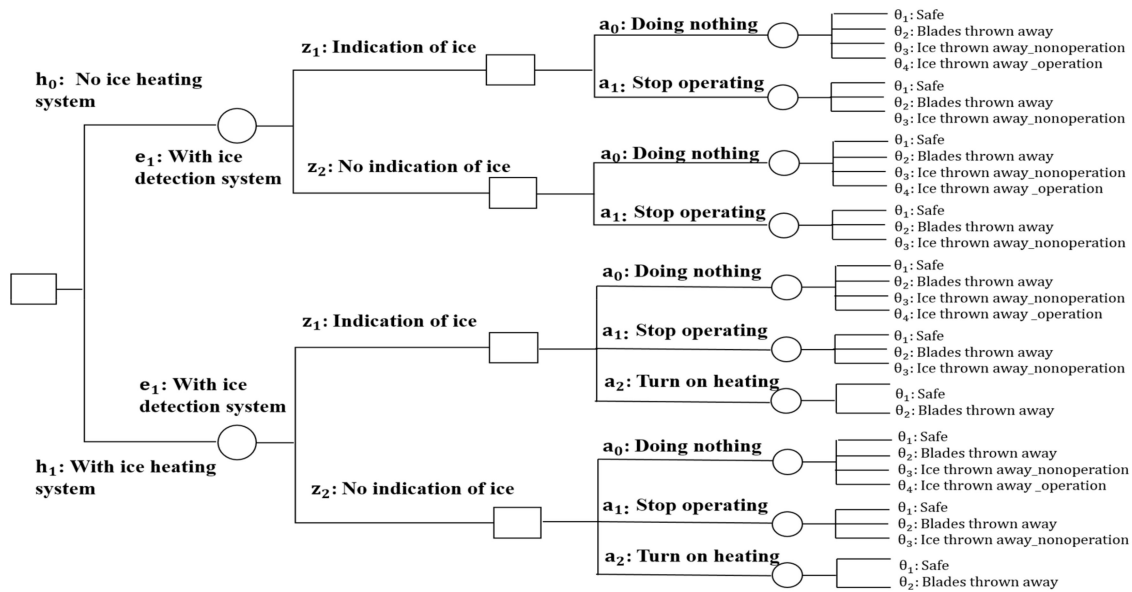 h₀: No ice heating
system
e₁: With ice
detection system
z₁: Indication of ice
a₀: Doing nothing
θ₁: Safe
θ₂: Blades thrown away
θ₃: Ice thrown away_nonoperation
θ₄: Ice thrown away _operation
a₁: Stop operating
θ₁: Safe
θ₂: Blades thrown away
θ₃: Ice thrown away_nonoperation
z₂: No indication of ice
a₀: Doing nothing
θ₁: Safe
θ₂: Blades thrown away
θ₃: Ice thrown away_nonoperation
θ₄: Ice thrown away _operation
a₁: Stop operating
θ₁: Safe
θ₂: Blades thrown away
θ₃: Ice thrown away_nonoperation
h₁: With ice heating
system
e₁: With ice
detection system
z₁: Indication of ice
a₀: Doing nothing
θ₁: Safe
θ₂: Blades thrown away
θ₃: Ice thrown away_nonoperation
θ₄: Ice thrown away _operation
a₁: Stop operating
θ₁: Safe
θ₂: Blades thrown away
θ₃: Ice thrown away_nonoperation
a₂: Turn on heating
θ₁: Safe
θ₂: Blades thrown away
z₂: No indication of ice
a₀: Doing nothing
θ₁: Safe
θ₂: Blades thrown away
θ₃: Ice thrown away_nonoperation
θ₄: Ice thrown away _operation
a₁: Stop operating
θ₁: Safe
θ₂: Blades thrown away
θ₃: Ice thrown away_nonoperation
a₂: Turn on heating
θ₁: Safe
θ₂: Blades thrown away